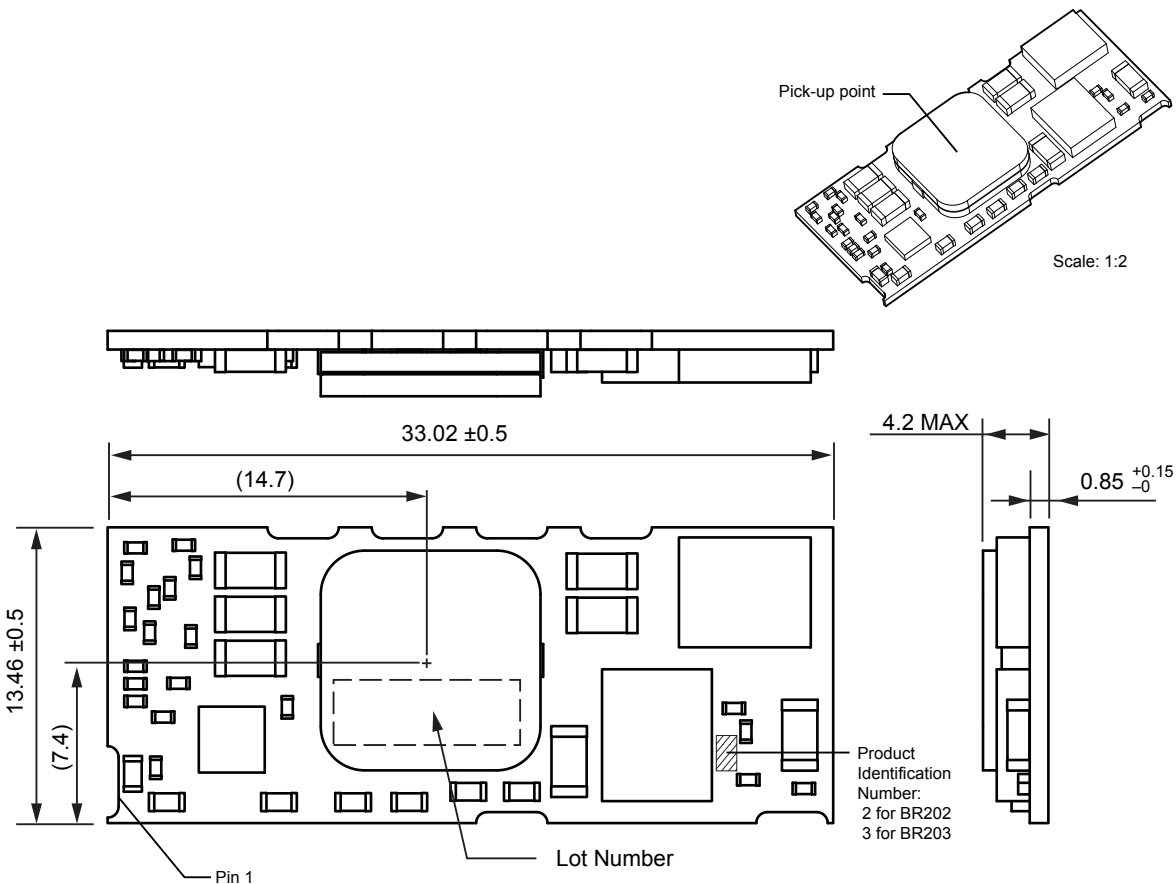 Pick-up point
Scale: 1:2
33.02 ±0.5
4.2 MAX
(14.7)
0.85 +0.15
–0
13.46 ±0.5
(7.4)
Product
Identification
Number:
2 for BR202
3 for BR203
Lot Number
Pin 1